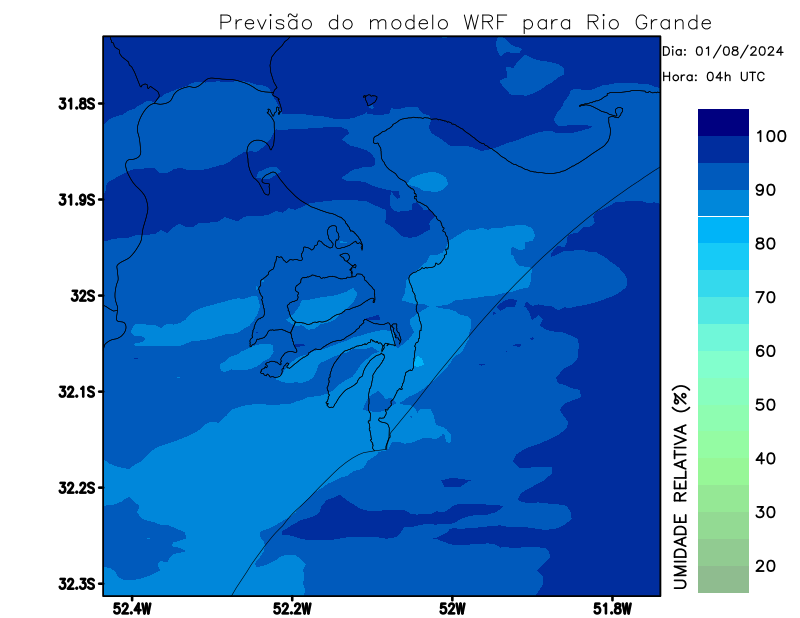 Previsão do modelo WRF para Rio Grande
Dia: 01/08/2024
Hora: 04h UTC
31.8S
31.9S
32S
32.1S
32.2S
32.3S
52.4W
52.2W
52W
51.8W
100
90
80
70
60
50
40
30
20
UMIDADE RELATIVA (%)